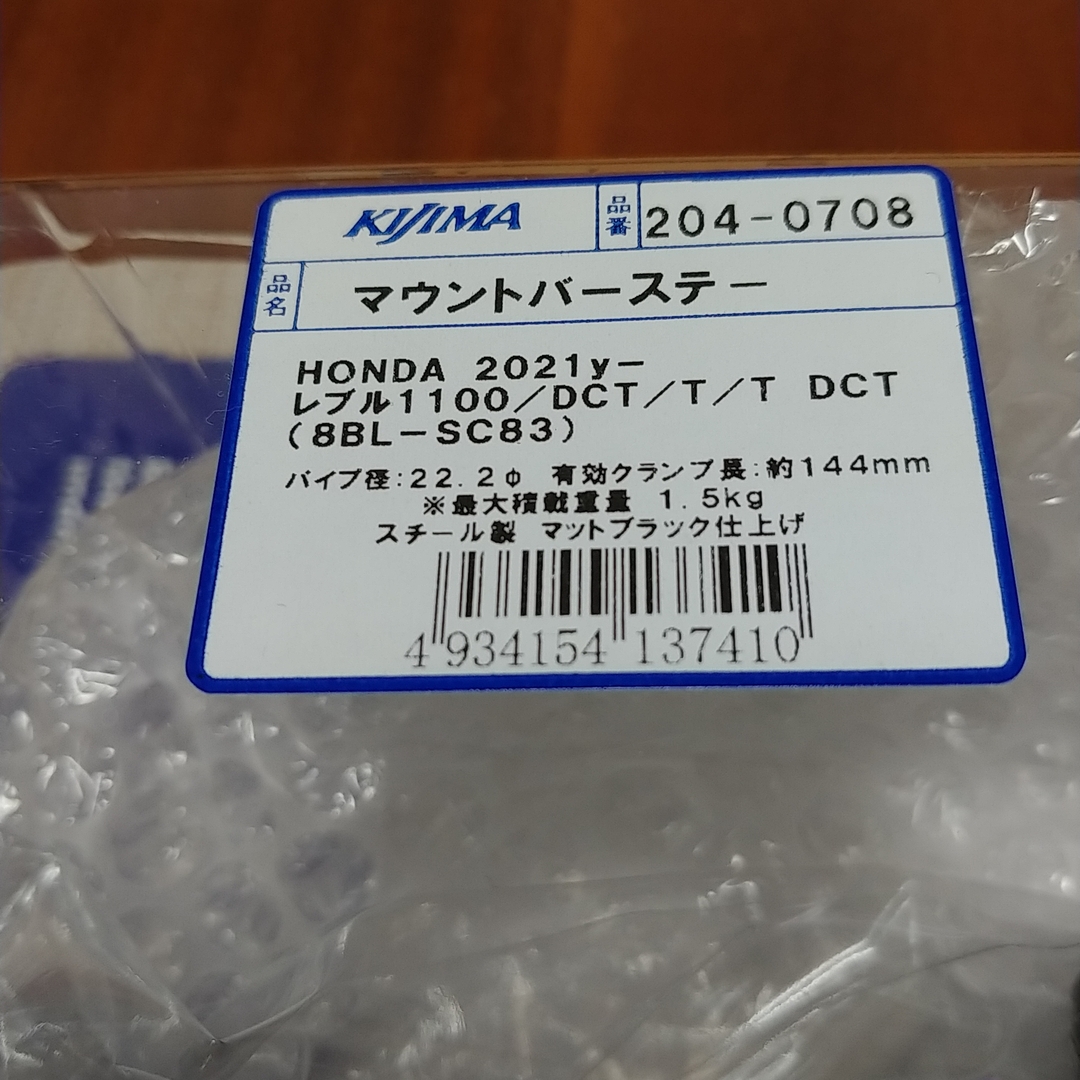 KIJIMA 品番 204-0708
品名 マウントバーステー
HONDA 2021y-
レブル1100/DCT/T/T DCT
(8BL-SC83)
パイプ径:22.2φ 有効クランプ長:約144mm
※最大積載重量 1.5kg
スチール製 マットブラック仕上げ
4 934154 137410